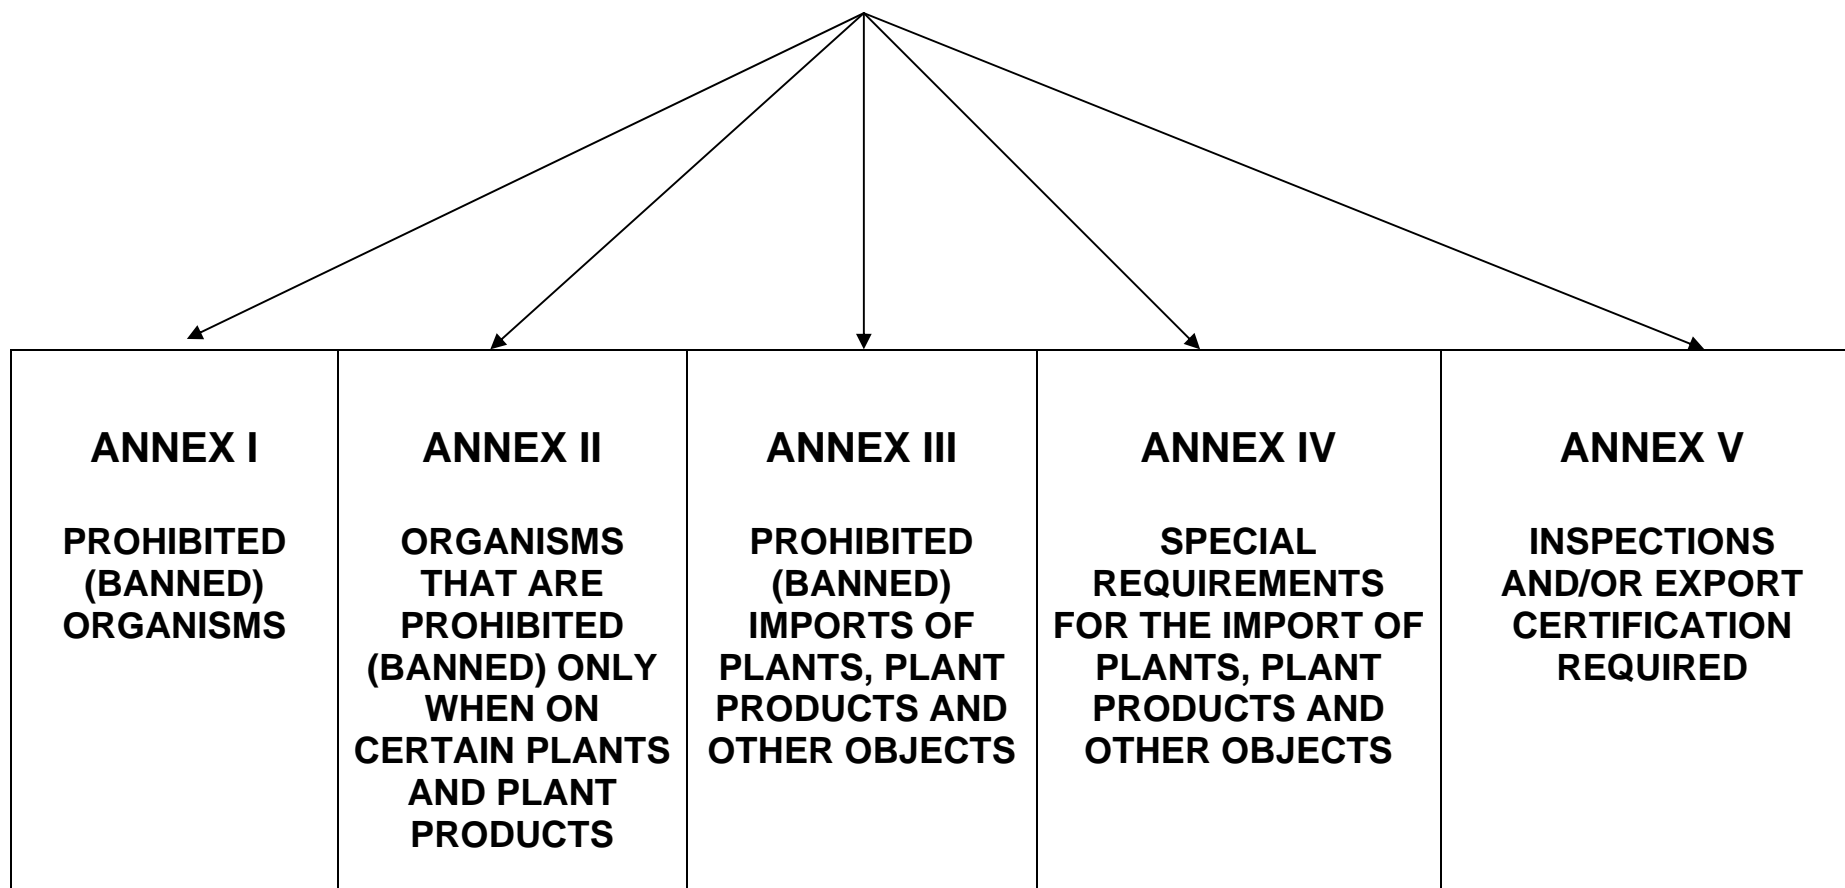 ANNEX I
PROHIBITED
(BANNED)
ORGANISMS
ANNEX II
ORGANISMS
THAT ARE
PROHIBITED
(BANNED) ONLY
WHEN ON
CERTAIN PLANTS
AND PLANT
PRODUCTS
ANNEX III
PROHIBITED
(BANNED)
IMPORTS OF
PLANTS, PLANT
PRODUCTS AND
OTHER OBJECTS
ANNEX IV
SPECIAL
REQUIREMENTS
FOR THE IMPORT OF
PLANTS, PLANT
PRODUCTS AND
OTHER OBJECTS
ANNEX V
INSPECTIONS
AND/OR EXPORT
CERTIFICATION
REQUIRED